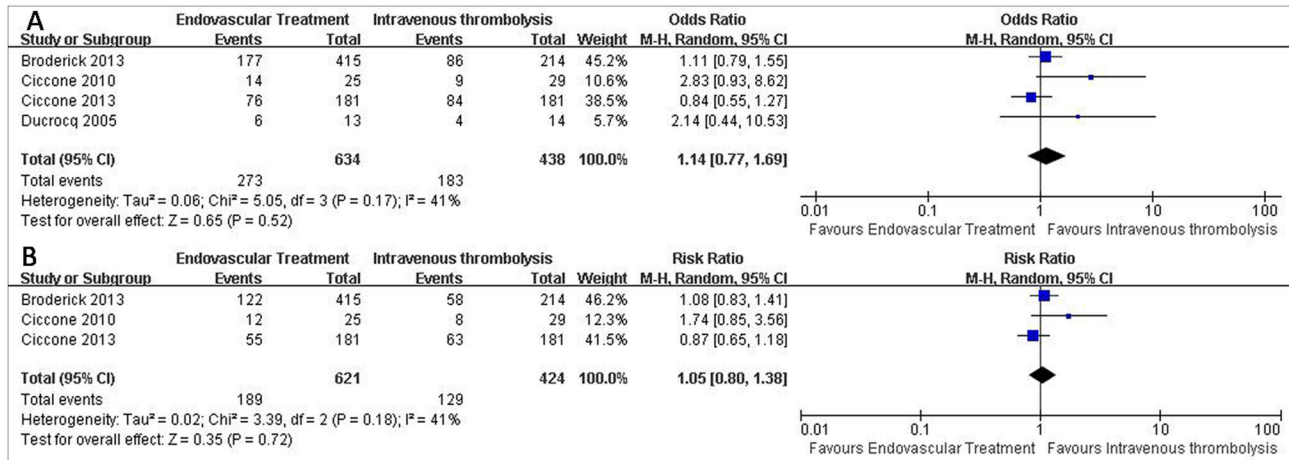 A Endovascular Treatment Intravenous thrombolysis Odds Ratio Odds Ratio
Study or Subgroup Events Total Events Total Weight M-H, Random, 95% CI M-H, Random, 95% CI
Broderick 2013 177 415 86 214 45.2% 1.11 [0.79, 1.55]
Ciccone 2010 14 25 9 29 10.6% 2.83 [0.93, 8.62]
Ciccone 2013 76 181 84 181 38.5% 0.84 [0.55, 1.27]
Ducrocq 2005 6 13 4 14 5.7% 2.14 [0.44, 10.53]
Total (95% CI) 634 438 100.0% 1.14 [0.77, 1.69]
Total events 273 183
Heterogeneity: Tau² = 0.06; Chi² = 5.05, df = 3 (P = 0.17); I² = 41%
Test for overall effect: Z = 0.65 (P = 0.52)
0.01 0.1 1 10 100
Favours Endovascular Treatment Favours Intravenous thrombolysis
B Endovascular Treatment Intravenous thrombolysis Risk Ratio Risk Ratio
Study or Subgroup Events Total Events Total Weight M-H, Random, 95% CI M-H, Random, 95% CI
Broderick 2013 122 415 58 214 46.2% 1.08 [0.83, 1.41]
Ciccone 2010 12 25 8 29 12.3% 1.74 [0.85, 3.56]
Ciccone 2013 55 181 63 181 41.5% 0.87 [0.65, 1.18]
Total (95% CI) 621 424 100.0% 1.05 [0.80, 1.38]
Total events 189 129
Heterogeneity: Tau² = 0.02; Chi² = 3.39, df = 2 (P = 0.18); I² = 41%
Test for overall effect: Z = 0.35 (P = 0.72)
0.01 0.1 1 10 100
Favours Endovascular Treatment Favours Intravenous thrombolysis